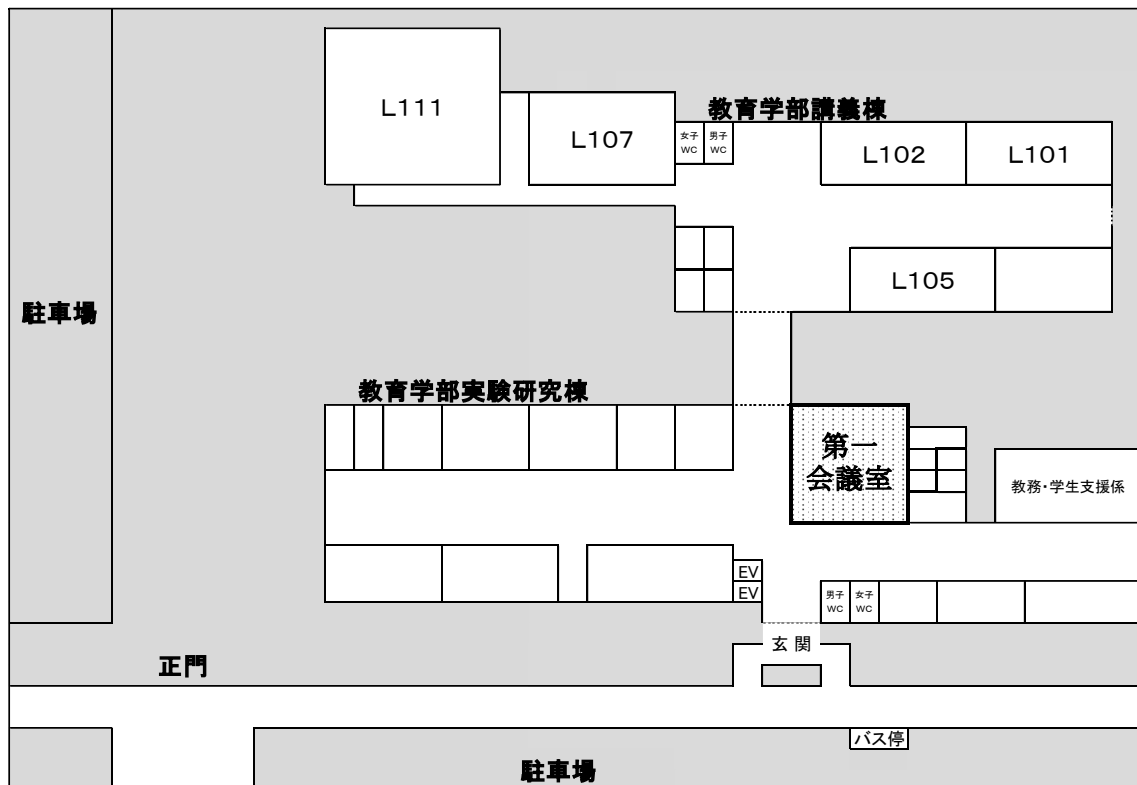 L111
L107
教育学部講義棟
女子
WC
男子
WC
L102
L101
L105
駐車場
教育学部実験研究棟
第一
会議室
教務・学生支援係
EV
EV
男子
WC
女子
WC
玄関
正門
バス停
駐車場